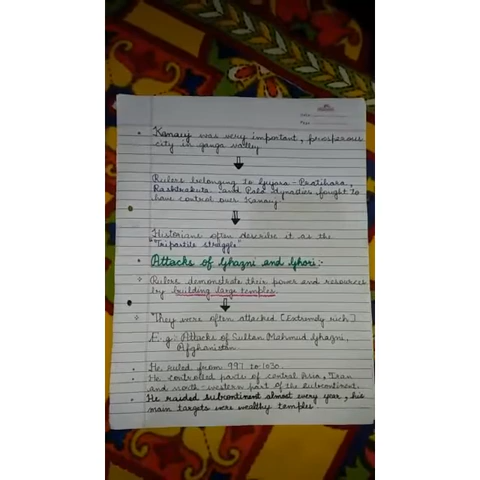 Kanauj was very important, prosperous
city in ganga valley
Rulers belonging to Gurjara - Pratihara,
Rashtrakuta and Pala dynasties fought to
have control over Kanauj
Historians often describe it as the
"Tripartite struggle"
Attacks of Ghazni and Ghori :-
Rulers demonstrate their power and resources
by building large temples.
They were often attacked [Extremely rich]
E.g :- Attacks of Sultan Mahmud Ghazni,
Afghanistan
He ruled from 997 to 1030.
He controlled parts of central Asia, Iran
and north-western part of the subcontinent.
He raided subcontinent almost every year, his
main targets were wealthy temples